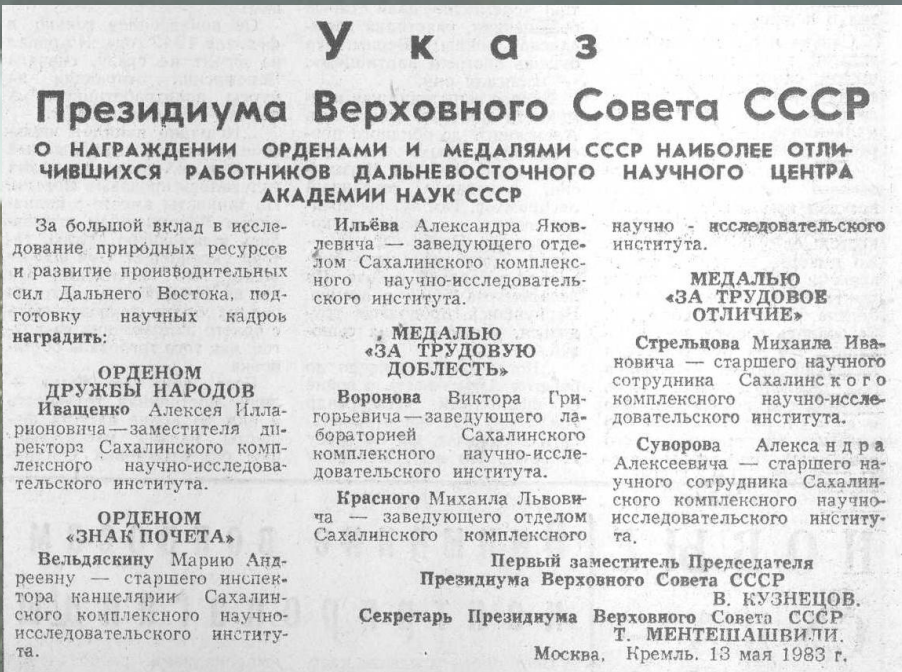 Указ
Президиума Верховного Совета СССР
О НАГРАЖДЕНИИ ОРДЕНАМИ И МЕДАЛЯМИ СССР НАИБОЛЕЕ ОТЛИ-
ЧИВШИХСЯ РАБОТНИКОВ ДАЛЬНЕВОСТОЧНОГО НАУЧНОГО ЦЕНТРА
АКАДЕМИИ НАУК СССР
За большой вклад в иссле-
дование природных ресурсов
и развитие производительных
сил Дальнего Востока, под-
готовку научных кадров
наградить:
ОРДЕНОМ
ДРУЖБЫ НАРОДОВ
Иващенко Алексея Илла-
рионовича—заместителя ди-
ректора Сахалинского комп-
лексного научно-исследова-
тельского института.
ОРДЕНОМ
«ЗНАК ПОЧЕТА»
Вельдяскину Марию Анд-
реевну — старшего инспек-
тора канцелярии Сахалин-
ского комплексного научно-
исследовательского институ-
та.
Ильёва Александра Яков-
левича — заведующего отде-
лом Сахалинского комплекс-
ного научно-исследователь-
ского института.
МЕДАЛЬЮ
«ЗА ТРУДОВУЮ
ДОБЛЕСТЬ»
Воронова Виктора Гри-
горьевича—заведующего ла-
бораторией Сахалинского
комплексного научно-иссле-
довательского института.
Красного Михаила Львови-
ча — заведующего отделом
Сахалинского комплексного
научно - исследовательского
института.
МЕДАЛЬЮ
«ЗА ТРУДОВОЕ
ОТЛИЧИЕ»
Стрельцова Михаила Ива-
новича — старшего научного
сотрудника Сахалинского
комплексного научно-иссле-
довательского института.
Суворова Александра
Алексеевича — старшего на-
учного сотрудника Сахалин-
ского комплексного научно-
исследовательского институ-
та.
Первый заместитель Председателя
Президиума Верховного Совета СССР
В. КУЗНЕЦОВ.
Секретарь Президиума Верховного Совета СССР
Т. МЕНТЕШАШВИЛИ.
Москва, Кремль. 13 мая 1983 г.